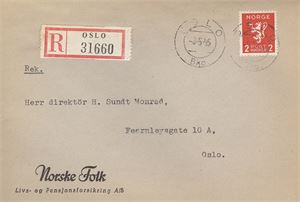 R
OSLO
31660
OSLO
NORGE
2 2
Rek.
Herr direktör H. Sundt Monrad,
Fearnleysgate 10 A,
Oslo.
Norske Folk
Livs- og Pensjonsforsikring A/S